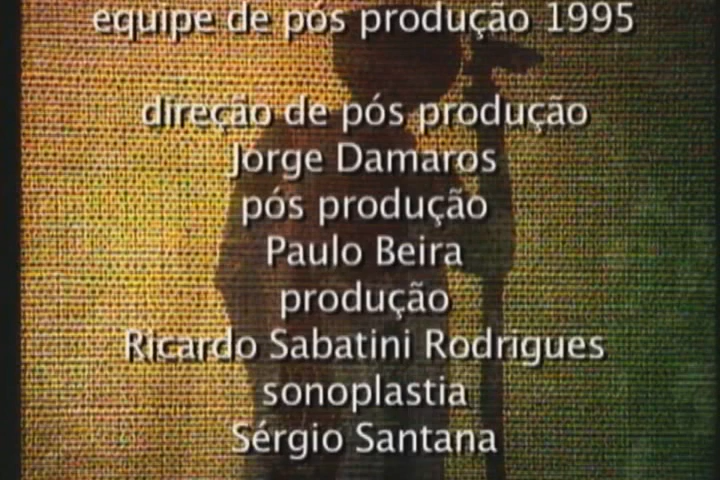 equipe de pós produção 1995
direção de pós produção
Jorge Damaros
pós produção
Paulo Beira
produção
Ricardo Sabatini Rodrigues
sonoplastia
Sérgio Santana